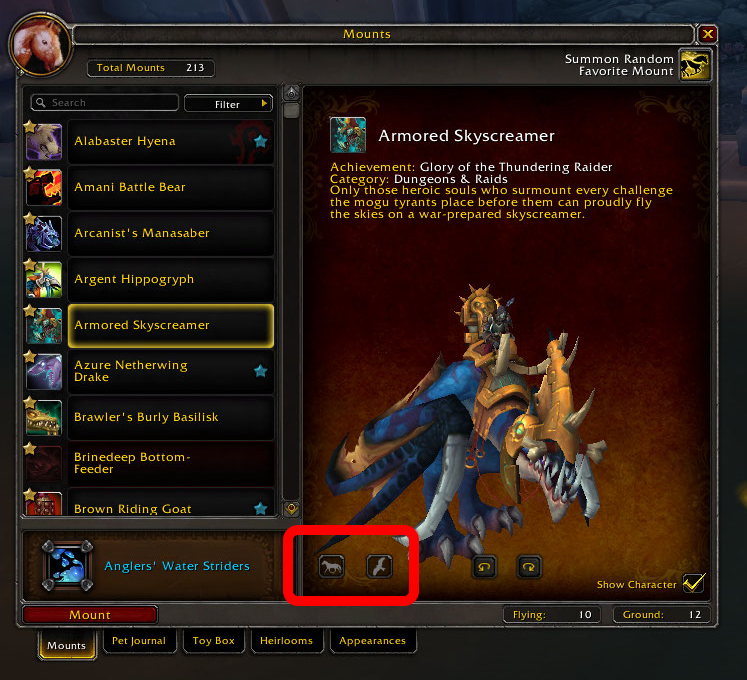 Mounts
Total Mounts 213
Summon Random
Favorite Mount
Search
Filter
Alabaster Hyena
Amani Battle Bear
Arcanist's Manasaber
Argent Hippogryph
Armored Skyscreamer
Azure Netherwing
Drake
Brawler's Burly Basilisk
Brinedeep Bottom-
Feeder
Brown Riding Goat
Armored Skyscreamer
Achievement: Glory of the Thundering Raider
Category: Dungeons & Raids
Only those heroic souls who surmount every challenge
the mogu tyrants place before them can proudly fly
the skies on a war-prepared skyscreamer.
Anglers' Water Striders
Show Character
Mount
Flying: 10
Ground: 12
Mounts
Pet Journal
Toy Box
Heirlooms
Appearances